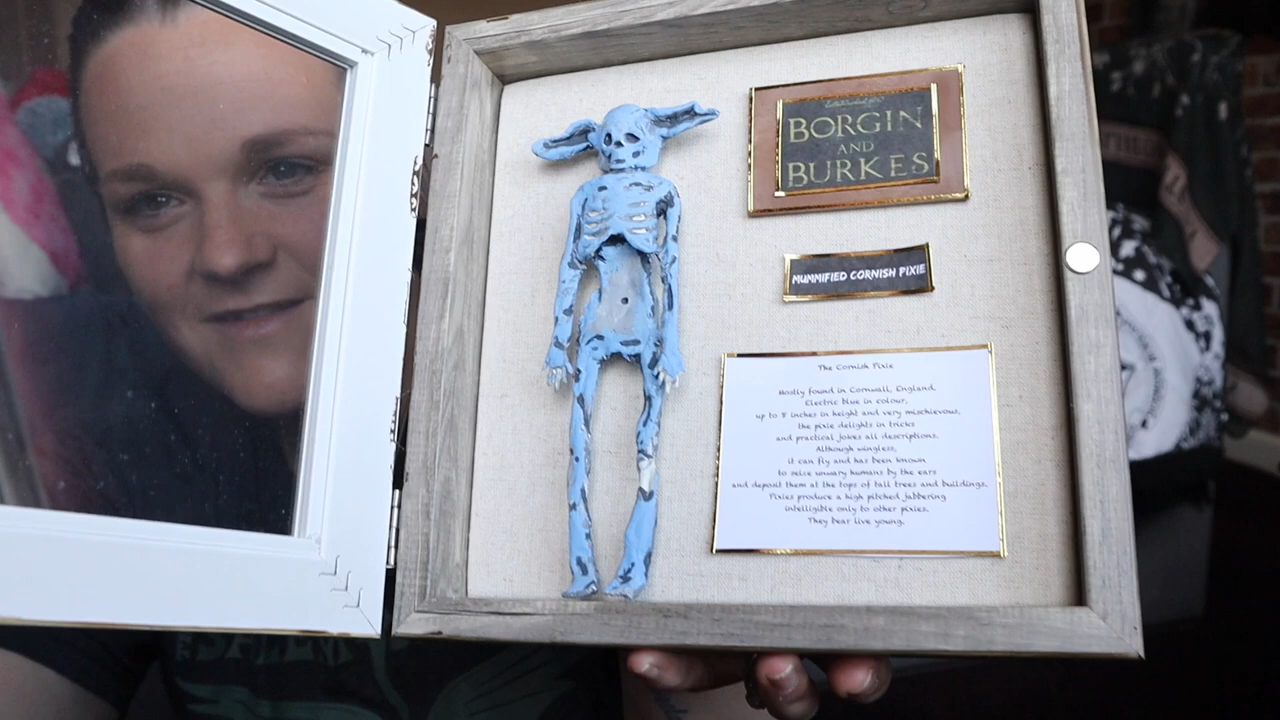 BORGIN
AND
BURKES
MUMMIFIED CORNISH PIXIE
The Cornish Pixie
Mostly found in Cornwall, England.
Electric blue in colour,
up to 8 inches in height and very mischievous,
the pixie delights in tricks
and practical jokes all descriptions.
Although wingless,
it can fly and has been known
to seize unwary humans by the ears
and deposit them at the tops of tall trees and buildings.
Pixies produce a high pitched jabbering
intelligible only to other pixies.
They bear live young.